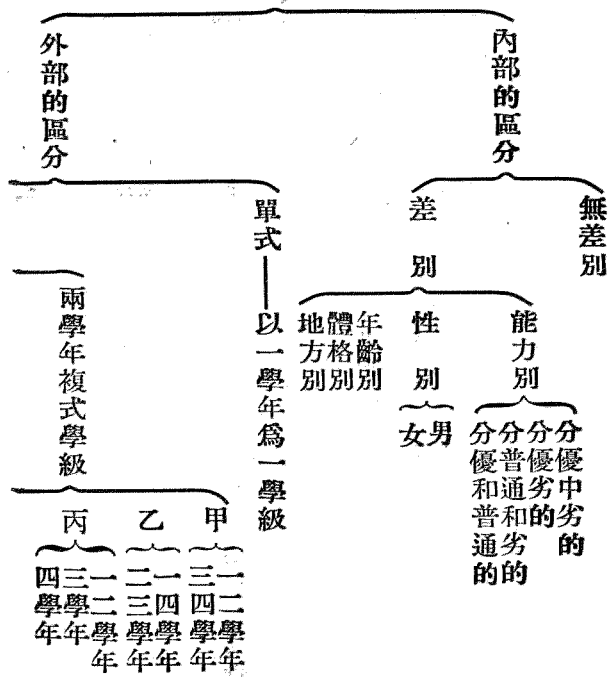 內部的區分
無差別
差別
能力別
分優中劣的
分優劣的
分普通和劣的
分優和普通的
性別
男
女
年齡別
體格別
地方別
外部的區分
單式
以一學年爲一學級
兩學年複式學級
甲
一二學年
三四學年
乙
一四學年
二三學年
丙
一二學年
三學年
四學年